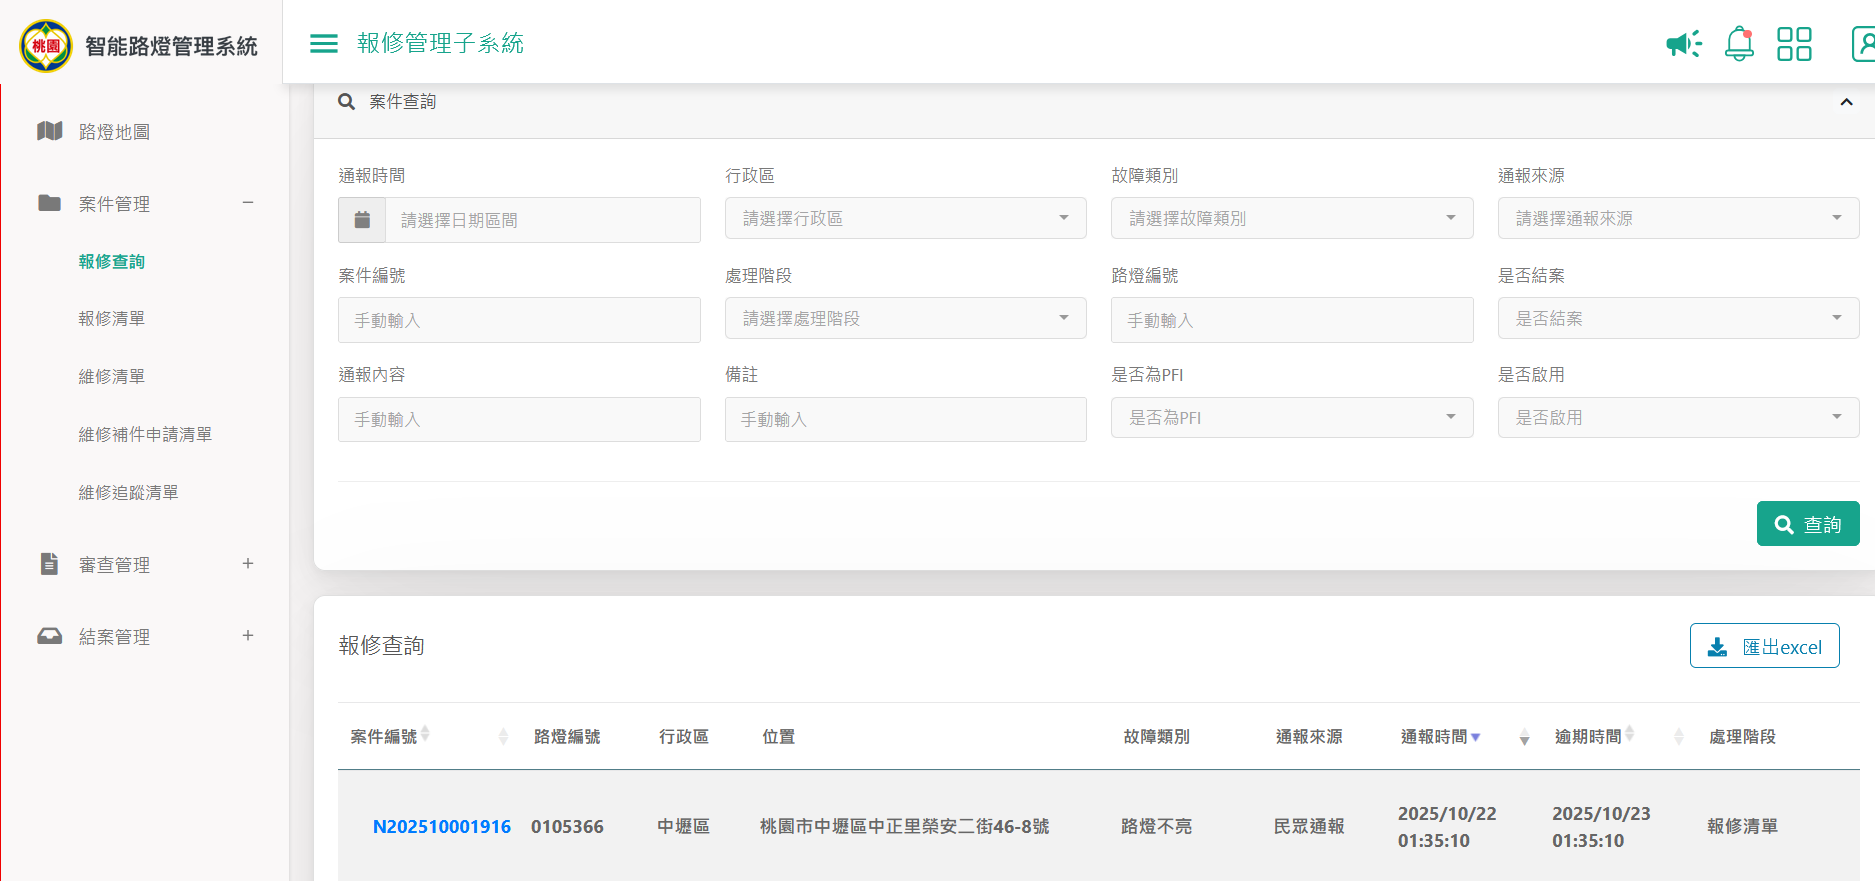 桃園
智能路燈管理系統
報修管理子系統
路燈地圖
案件管理
報修查詢
報修清單
維修清單
維修補件申請清單
維修追蹤清單
審查管理
結案管理
案件查詢
通報時間
行政區
故障類別
通報來源
請選擇日期區間
請選擇行政區
請選擇故障類別
請選擇通報來源
案件編號
處理階段
路燈編號
是否結案
手動輸入
請選擇處理階段
手動輸入
是否結案
通報內容
備註
是否為PFI
是否啟用
手動輸入
手動輸入
是否為PFI
是否啟用
查詢
報修查詢
匯出excel
案件編號 路燈編號 行政區 位置 故障類別 通報來源 通報時間 逾期時間 處理階段
N202510001916 0105366 中壢區 桃園市中壢區中正里榮安二街46-8號 路燈不亮 民眾通報 2025/10/22 01:35:10 2025/10/23 01:35:10 報修清單